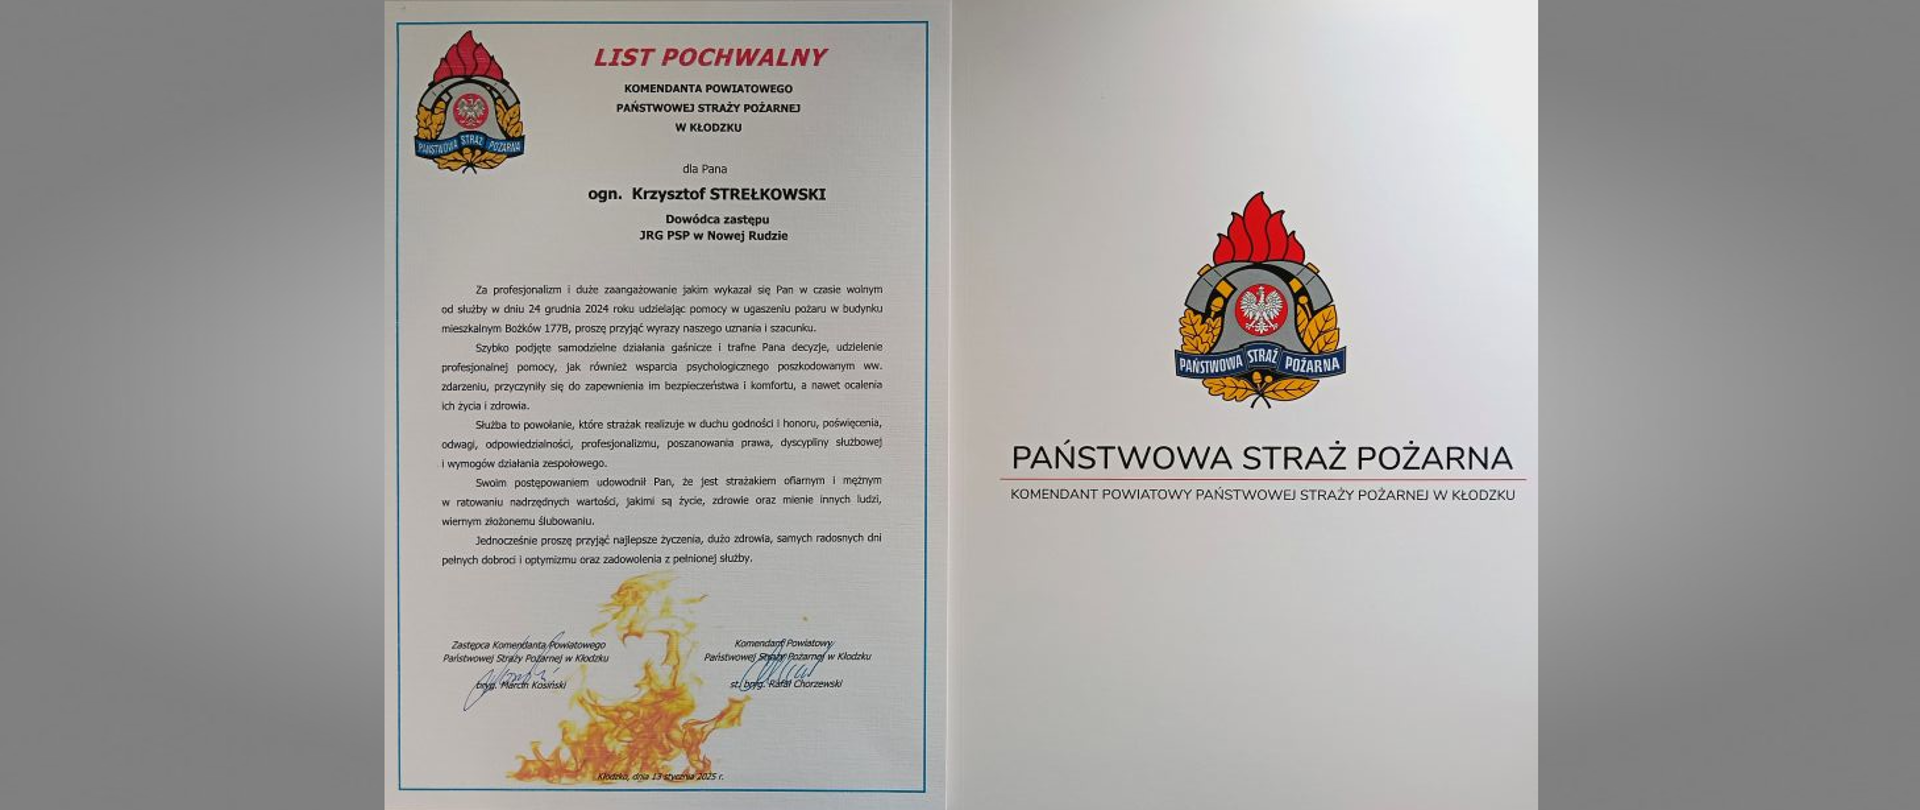 PAŃSTWOWA STRAŻ POŻARNA
LIST POCHWALNY
KOMENDANTA POWIATOWEGO
PAŃSTWOWEJ STRAŻY POŻARNEJ
W KŁODZKU
dla Pana
ogn. Krzysztof STREŁKOWSKI
Dowódca zastępu
JRG PSP w Nowej Rudzie
Za profesjonalizm i duże zaangażowanie jakim wykazał się Pan w czasie wolnym
od służby w dniu 24 grudnia 2024 roku udzielając pomocy w ugaszeniu pożaru w budynku
mieszkalnym Bożków 177B, proszę przyjąć wyrazy naszego uznania i szacunku.
Szybko podjęte samodzielne działania gaśnicze i trafne Pana decyzje, udzielenie
profesjonalnej pomocy, jak również wsparcia psychologicznego poszkodowanym ww.
zdarzeniu, przyczyniły się do zapewnienia im bezpieczeństwa i komfortu, a nawet ocalenia
ich życia i zdrowia.
Służba to powołanie, które strażak realizuje w duchu godności i honoru, poświęcenia,
odwagi, odpowiedzialności, profesjonalizmu, poszanowania prawa, dyscypliny służbowej
i wymogów działania zespołowego.
Swoim postępowaniem udowodnił Pan, że jest strażakiem ofiarnym i mężnym
w ratowaniu nadrzędnych wartości, jakimi są życie, zdrowie oraz mienie innych ludzi,
wiernym złożonemu ślubowaniu.
Jednocześnie proszę przyjąć najlepsze życzenia, dużo zdrowia, samych radosnych dni
pełnych dobroci i optymizmu oraz zadowolenia z pełnionej służby.
Zastępca Komendanta Powiatowego
Państwowej Straży Pożarnej w Kłodzku
bryg. Marcin Kosiński
Komendant Powiatowy
Państwowej Straży Pożarnej w Kłodzku
st. bryg. Rafał Chorzewski
Kłodzko, dnia 13 stycznia 2025 r.
PAŃSTWOWA STRAŻ POŻARNA
PAŃSTWOWA STRAŻ POŻARNA
KOMENDANT POWIATOWY PAŃSTWOWEJ STRAŻY POŻARNEJ W KŁODZKU